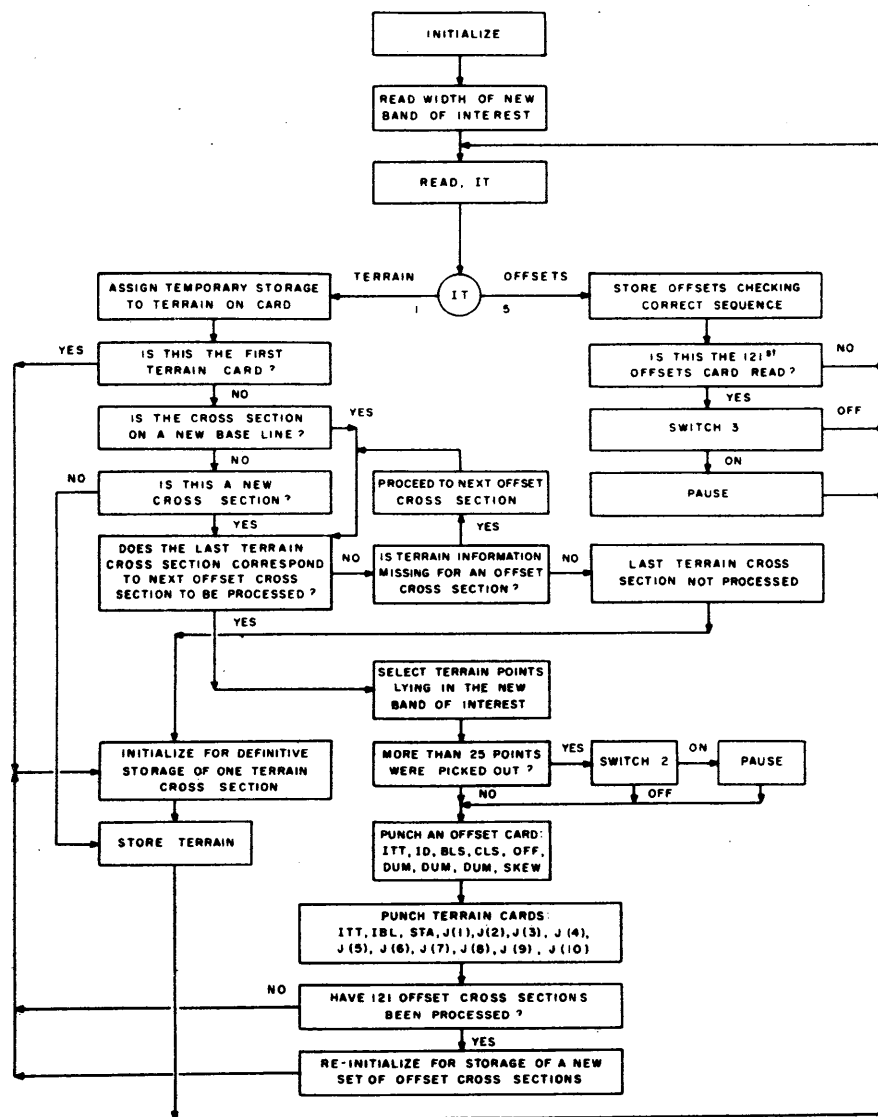 INITIALIZE
READ WIDTH OF NEW
BAND OF INTEREST
READ, IT
TERRAIN
IT
OFFSETS
1
5
ASSIGN TEMPORARY STORAGE
TO TERRAIN ON CARD
STORE OFFSETS CHECKING
CORRECT SEQUENCE
YES
IS THIS THE FIRST
TERRAIN CARD?
NO
IS THIS THE 121ST
OFFSETS CARD READ?
NO
YES
IS THE CROSS SECTION
ON A NEW BASE LINE?
YES
NO
SWITCH 3
OFF
ON
NO
IS THIS A NEW
CROSS SECTION?
YES
PROCEED TO NEXT OFFSET
CROSS SECTION
YES
PAUSE
DOES THE LAST TERRAIN
CROSS SECTION CORRESPOND
TO NEXT OFFSET CROSS
SECTION TO BE PROCESSED?
NO
YES
IS TERRAIN INFORMATION
MISSING FOR AN OFFSET
CROSS SECTION?
NO
LAST TERRAIN CROSS
SECTION NOT PROCESSED
SELECT TERRAIN POINTS
LYING IN THE NEW
BAND OF INTEREST
INITIALIZE FOR DEFINITIVE
STORAGE OF ONE TERRAIN
CROSS SECTION
MORE THAN 25 POINTS
WERE PICKED OUT?
YES
SWITCH 2
ON
PAUSE
NO
OFF
STORE TERRAIN
PUNCH AN OFFSET CARD:
ITT, ID, BLS, CLS, OFF,
DUM, DUM, DUM, SKEW
PUNCH TERRAIN CARDS:
ITT, IBL, STA, J(1), J(2), J(3), J(4),
J(5), J(6), J(7), J(8), J(9), J(10)
NO
HAVE 121 OFFSET CROSS SECTIONS
BEEN PROCESSED?
YES
RE-INITIALIZE FOR STORAGE OF A NEW
SET OF OFFSET CROSS SECTIONS